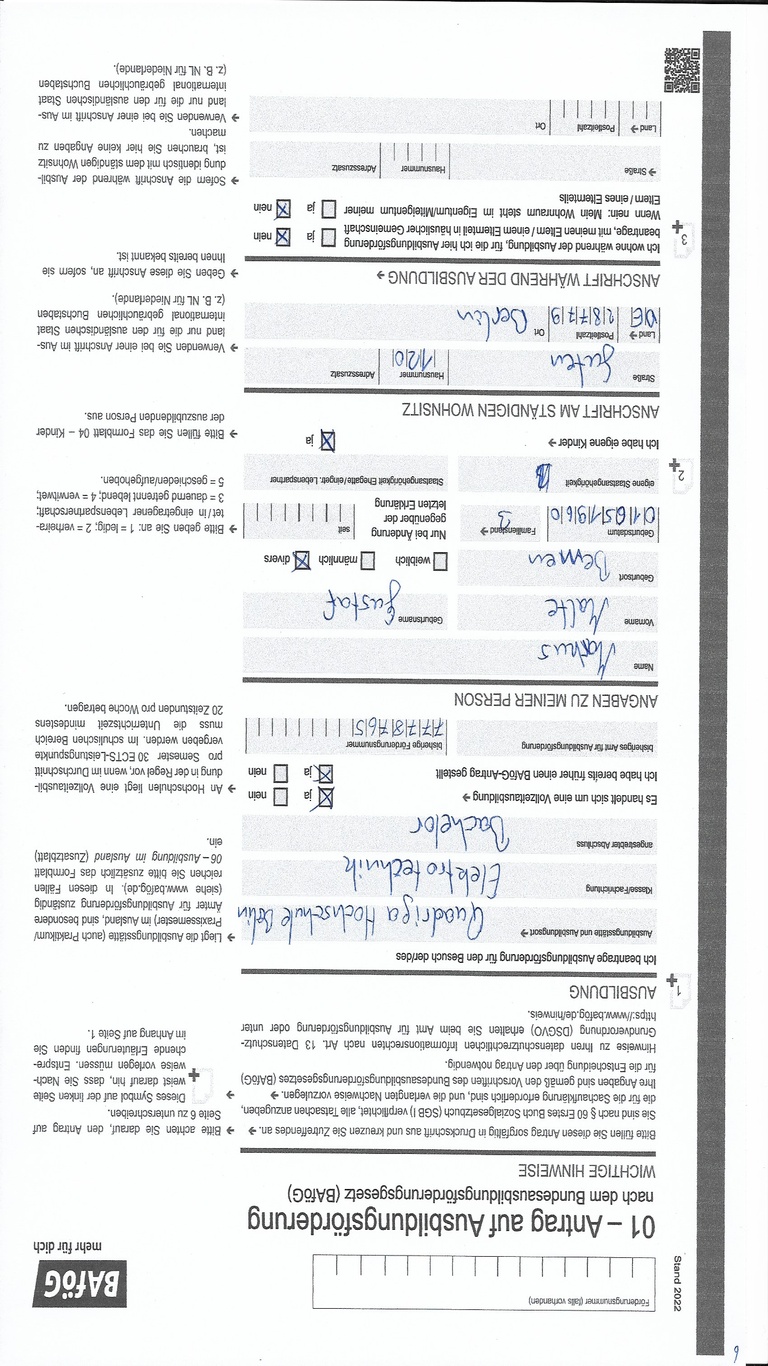 Stand 2022
Förderungsnummer (falls vorhanden)
BAföG
mehr für dich
01 – Antrag auf Ausbildungsförderung
nach dem Bundesausbildungsförderungsgesetz (BAföG)
WICHTIGE HINWEISE
Bitte füllen Sie diesen Antrag sorgfältig in Druckschrift aus und kreuzen Sie Zutreffendes an. →
Sie sind nach § 60 Erstes Buch Sozialgesetzbuch (SGB I) verpflichtet, alle Tatsachen anzugeben,
die für die Sachaufklärung erforderlich sind, und die verlangten Nachweise vorzulegen. →
Ihre Angaben sind gemäß den Vorschriften des Bundesausbildungsförderungsgesetzes (BAföG)
für die Entscheidung über den Antrag notwendig.
Hinweise zu Ihren datenschutzrechtlichen Informationsrechten nach Art. 13 Datenschutz-
Grundverordnung (DSGVO) erhalten Sie beim Amt für Ausbildungsförderung oder unter
https://www.bafög.de/hinweis.
→ Bitte achten Sie darauf, den Antrag auf
Seite 6 zu unterschreiben.
→ Dieses Symbol auf der linken Seite
weist darauf hin, dass Sie Nach-
weise vorlegen müssen. Entspre-
chende Erläuterungen finden Sie
im Anhang auf Seite 1.
1
AUSBILDUNG
Ich beantrage Ausbildungsförderung für den Besuch der/des
Ausbildungsstätte und Ausbildungsort → Quadriga Hochschule Berlin
Klasse/Fachrichtung Elektrotechnik
angestrebter Abschluss Bachelor
Es handelt sich um eine Vollzeitausbildung → ja nein
Ich habe bereits früher einen BAföG-Antrag gestellt ja nein
bisheriges Amt für Ausbildungsförderung
bisherige Förderungsnummer 7778765
→ Liegt die Ausbildungsstätte (auch Praktikum/
Praxissemester) im Ausland, sind besondere
Ämter für Ausbildungsförderung zuständig
(siehe www.bafög.de). In diesen Fällen
reichen Sie bitte zusätzlich das Formblatt
06 – Ausbildung im Ausland (Zusatzblatt)
ein.
→ An Hochschulen liegt eine Vollzeitausbil-
dung in der Regel vor, wenn im Durchschnitt
pro Semester 30 ECTS-Leistungspunkte
vergeben werden. Im schulischen Bereich
muss die Unterrichtszeit mindestens
20 Zeitstunden pro Woche betragen.
ANGABEN ZU MEINER PERSON
Name
Vorname Malte
Geburtsname Gustaf
Geburtsort Bremen
weiblich männlich divers
Geburtsdatum 01051960
Familienstand → 3
Nur bei Änderung
gegenüber der
letzten Erklärung
seit
2
eigene Staatsangehörigkeit
Staatsangehörigkeit Ehegatte/eingetr. Lebenspartner
Ich habe eigene Kinder → ja
→ Bitte geben Sie an: 1 = ledig; 2 = verheira-
tet / in eingetragener Lebenspartnerschaft;
3 = dauernd getrennt lebend; 4 = verwitwet;
5 = geschieden/aufgehoben.
→ Bitte füllen Sie das Formblatt 04 – Kinder
der auszubildenden Person aus.
ANSCHRIFT AM STÄNDIGEN WOHNSITZ
Straße
Hausnummer 120
Adresszusatz
Land → DE
Postleitzahl 28779
Ort Berlin
→ Verwenden Sie bei einer Anschrift im Aus-
land nur die für den ausländischen Staat
international gebräuchlichen Buchstaben
(z. B. NL für Niederlande).
ANSCHRIFT WÄHREND DER AUSBILDUNG →
→ Geben Sie diese Anschrift an, sofern sie
Ihnen bereits bekannt ist.
3
Ich wohne während der Ausbildung, für die ich hier Ausbildungsförderung
beantrage, mit meinen Eltern / einem Elternteil in häuslicher Gemeinschaft ja nein
Wenn nein: Mein Wohnraum steht im Eigentum/Miteigentum meiner
Eltern / eines Elternteils ja nein
→ Straße
Hausnummer
Adresszusatz
Land →
Postleitzahl
Ort
→ Sofern die Anschrift während der Ausbil-
dung identisch mit dem ständigen Wohnsitz
ist, brauchen Sie hier keine Angaben zu
machen.
→ Verwenden Sie bei einer Anschrift im Aus-
land nur die für den ausländischen Staat
international gebräuchlichen Buchstaben
(z. B. NL für Niederlande).